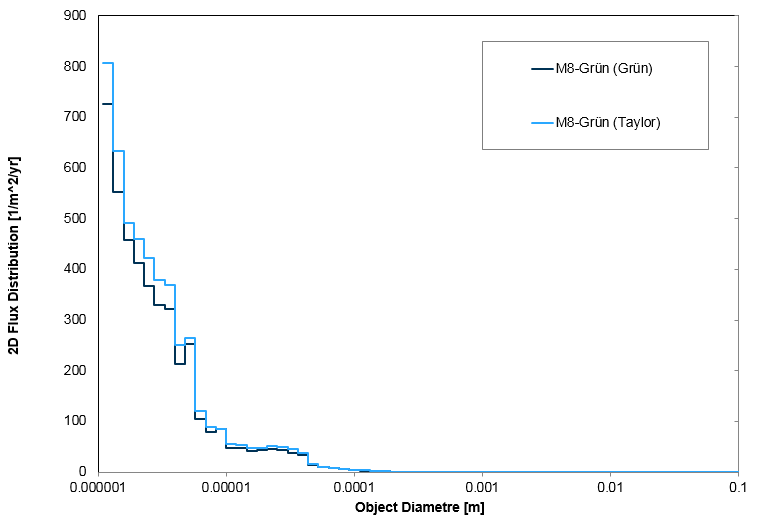 900
800
700
600
500
400
300
200
100
0
2D Flux Distribution [1/m^2/yr]
M8-Grün (Grün)
M8-Grün (Taylor)
0.000001 0.00001 0.0001 0.001 0.01 0.1
Object Diametre [m]